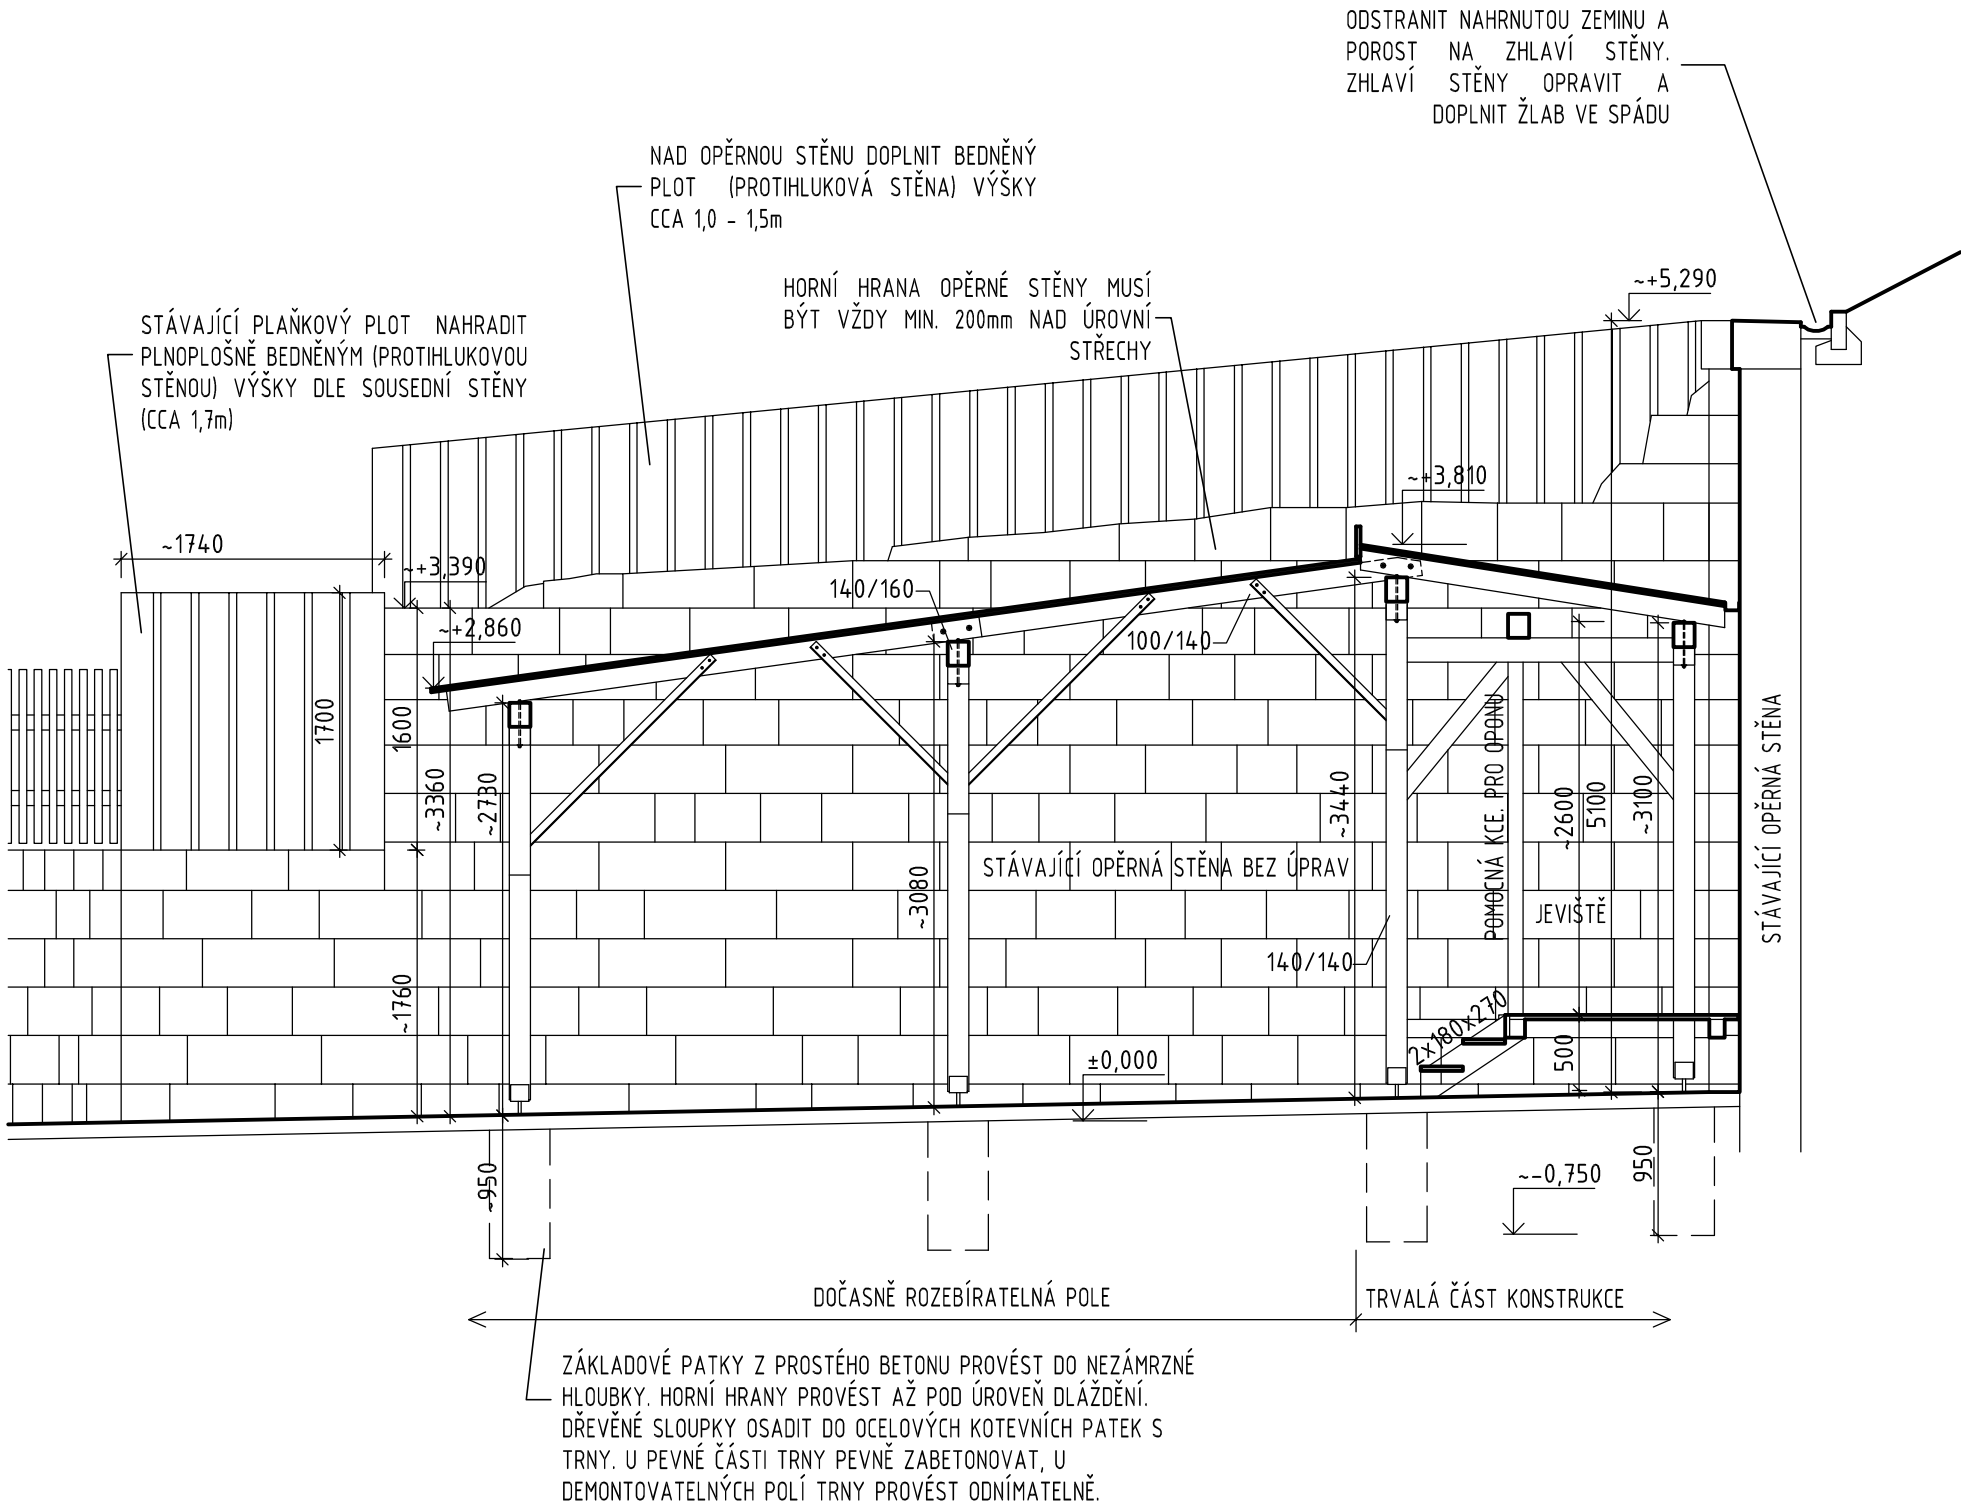 ODSTRANIT NAHRNUTOU ZEMINU A
POROST NA ZHLAVÍ STĚNY.
ZHLAVÍ STĚNY OPRAVIT A
DOPLNIT ŽLAB VE SPÁDU
NAD OPĚRNOU STĚNU DOPLNIT BEDNĚNÝ
PLOT (PROTIHLUKOVÁ STĚNA) VÝŠKY
CCA 1,0 - 1,5m
HORNÍ HRANA OPĚRNÉ STĚNY MUSÍ
BÝT VŽDY MIN. 200mm NAD ÚROVNÍ
STŘECHY
~+5,290
STÁVAJÍCÍ PLAŇKOVÝ PLOT NAHRADIT
PLNOPLOŠNĚ BEDNĚNÝM (PROTIHLUKOVOU
STĚNOU) VÝŠKY DLE SOUSEDNÍ STĚNY
(CCA 1,7m)
~+3,810
~1740
~+3,390
~+2,860
140/160
100/140
1700
1600
~3360
~2730
~1760
~3080
~3440
STÁVAJÍCÍ OPĚRNÁ STĚNA BEZ ÚPRAV
140/140
POMOCNÁ KCE. PRO OPONU
JEVIŠTĚ
~2600
5100
~3100
STÁVAJÍCÍ OPĚRNÁ STĚNA
2x180x270
500
±0,000
~950
~-0,750
950
DOČASNĚ ROZEBÍRATELNÁ POLE
TRVALÁ ČÁST KONSTRUKCE
ZÁKLADOVÉ PATKY Z PROSTÉHO BETONU PROVÉST DO NEZÁMRZNÉ
HLOUBKY. HORNÍ HRANY PROVÉST AŽ POD ÚROVEŇ DLÁŽDĚNÍ.
DŘEVĚNÉ SLOUPKY OSADIT DO OCELOVÝCH KOTEVNÍCH PATEK S
TRNY. U PEVNÉ ČÁSTI TRNY PEVNĚ ZABETONOVAT, U
DEMONTOVATELNÝCH POLÍ TRNY PROVÉST ODNÍMATELNĚ.